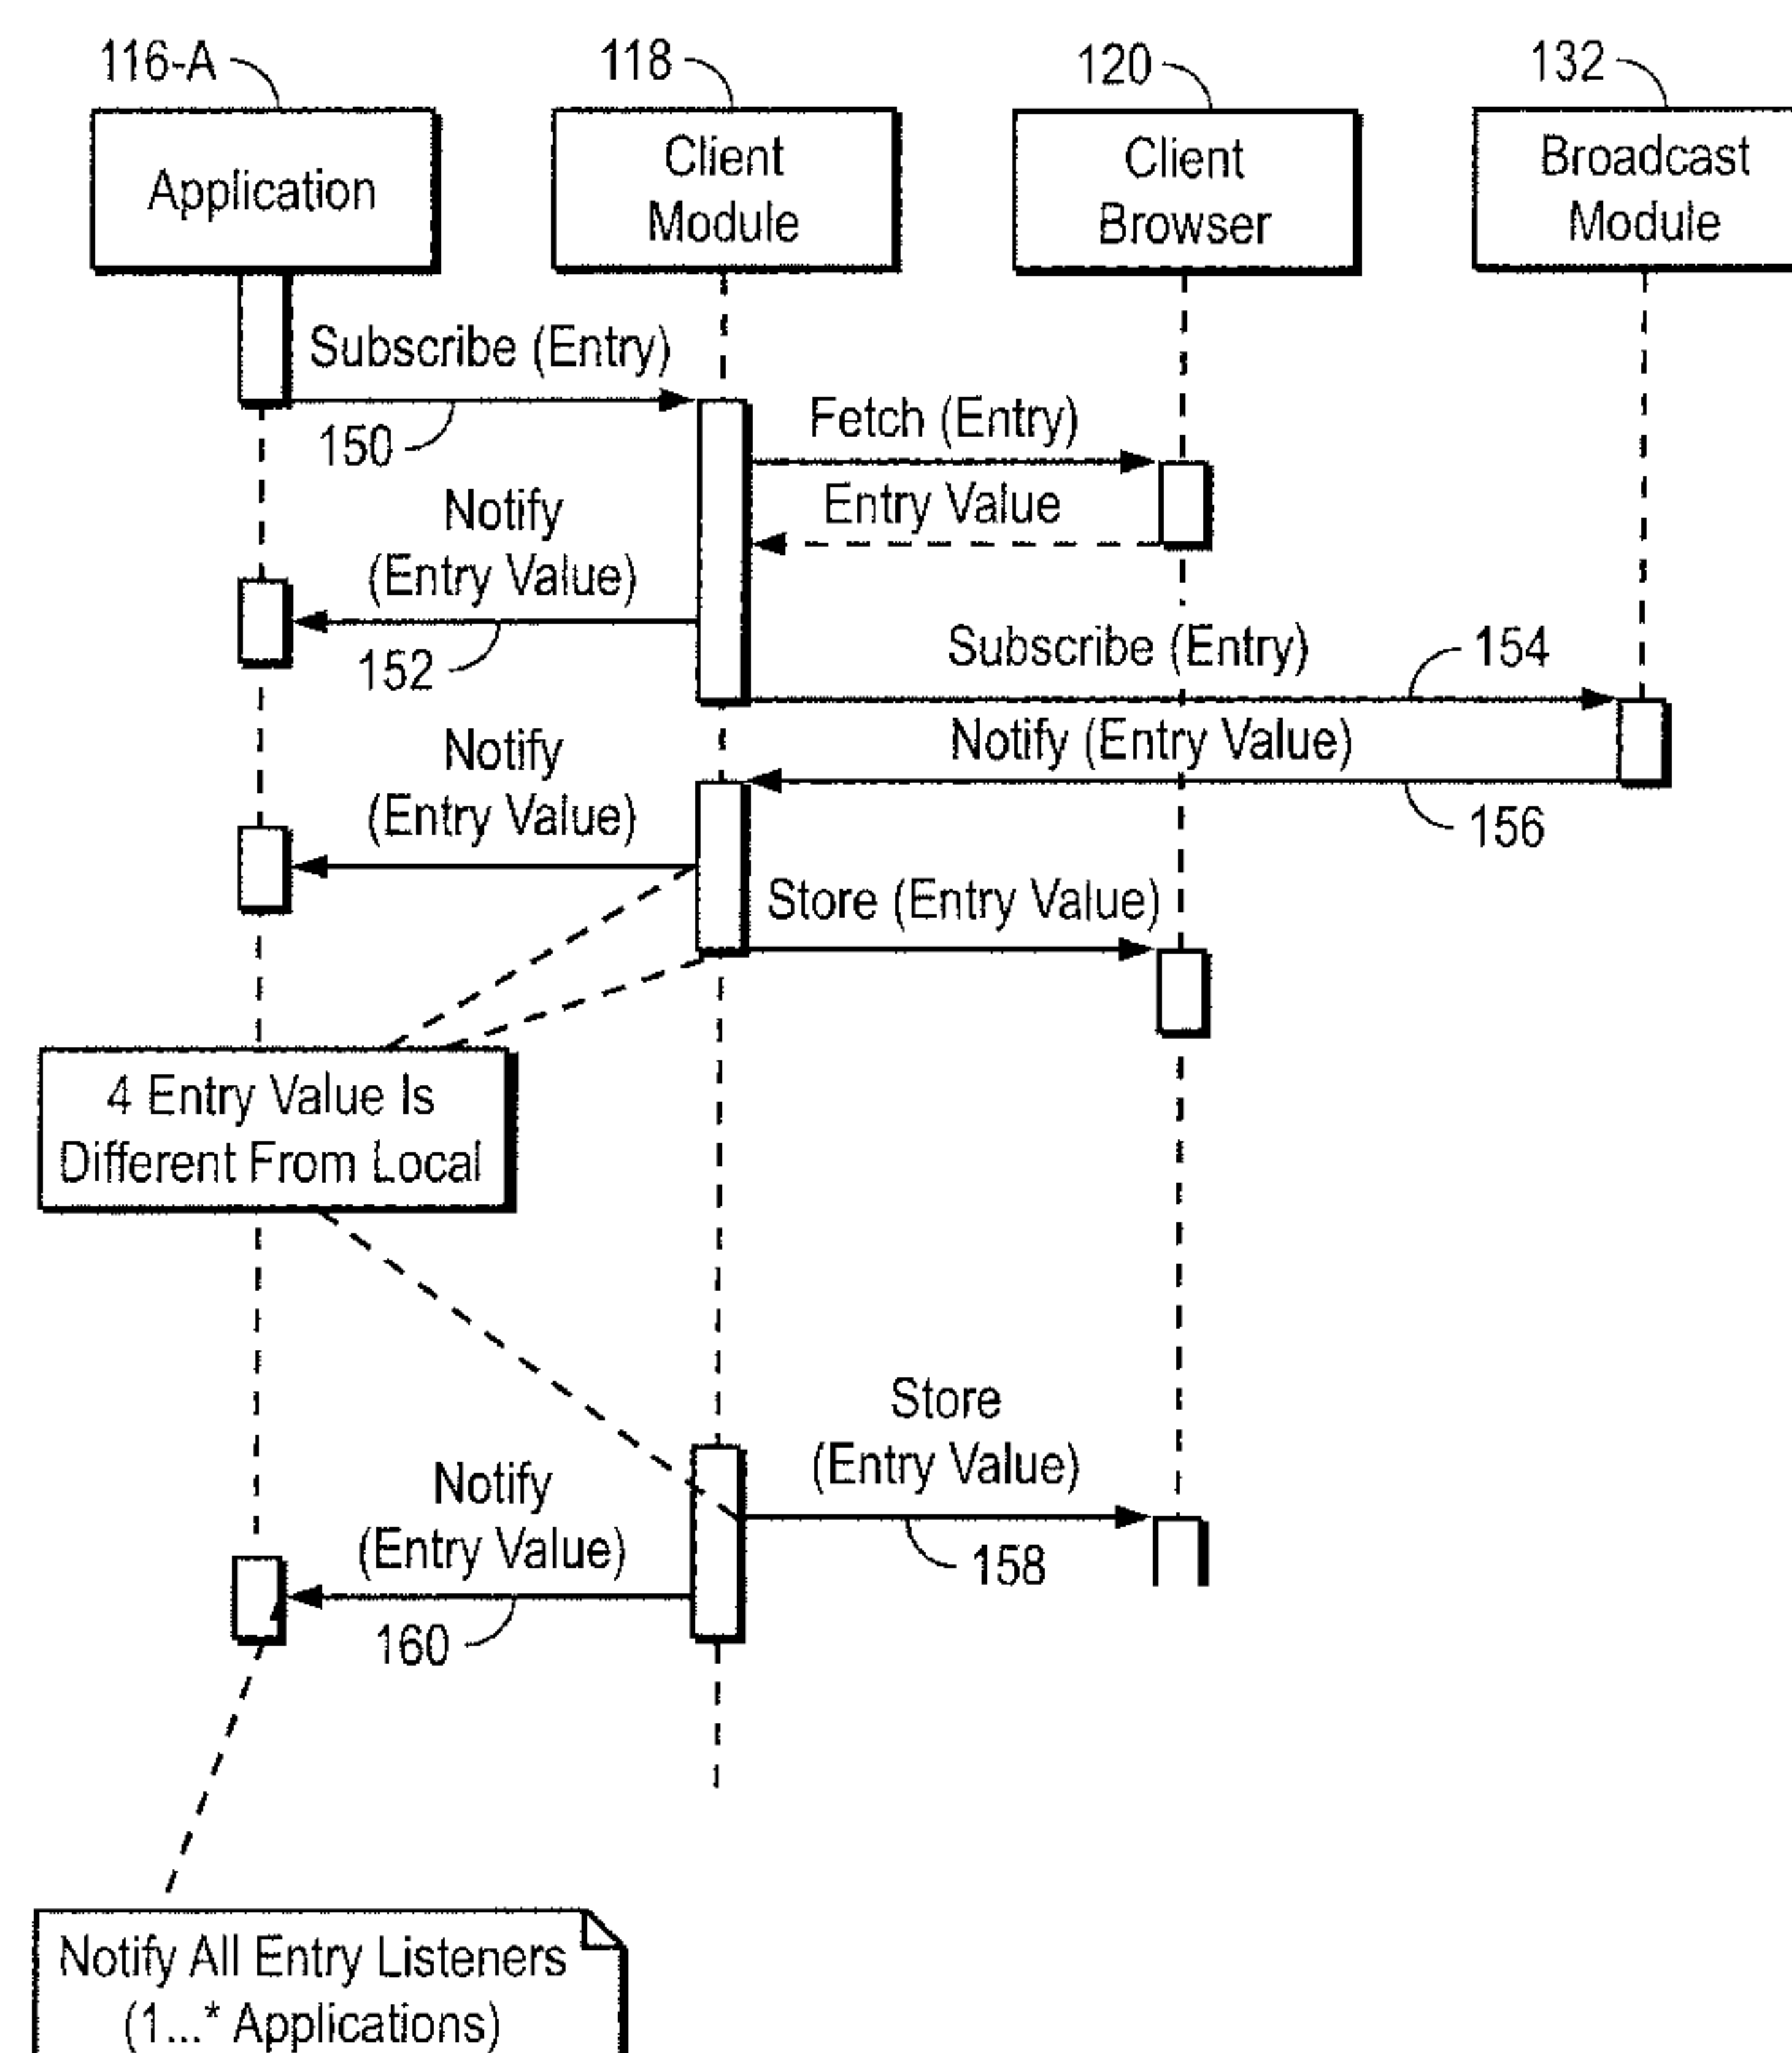 116-A
118
120
132
Application
Client
Module
Client
Browser
Broadcast
Module
Subscribe (Entry)
150
Fetch (Entry)
Entry Value
Notify
(Entry Value)
152
Subscribe (Entry)
154
Notify (Entry Value)
156
Notify
(Entry Value)
Store (Entry Value)
4 Entry Value Is
Different From Local
Store
(Entry Value)
158
Notify
(Entry Value)
160
Notify All Entry Listeners
(1...* Applications)